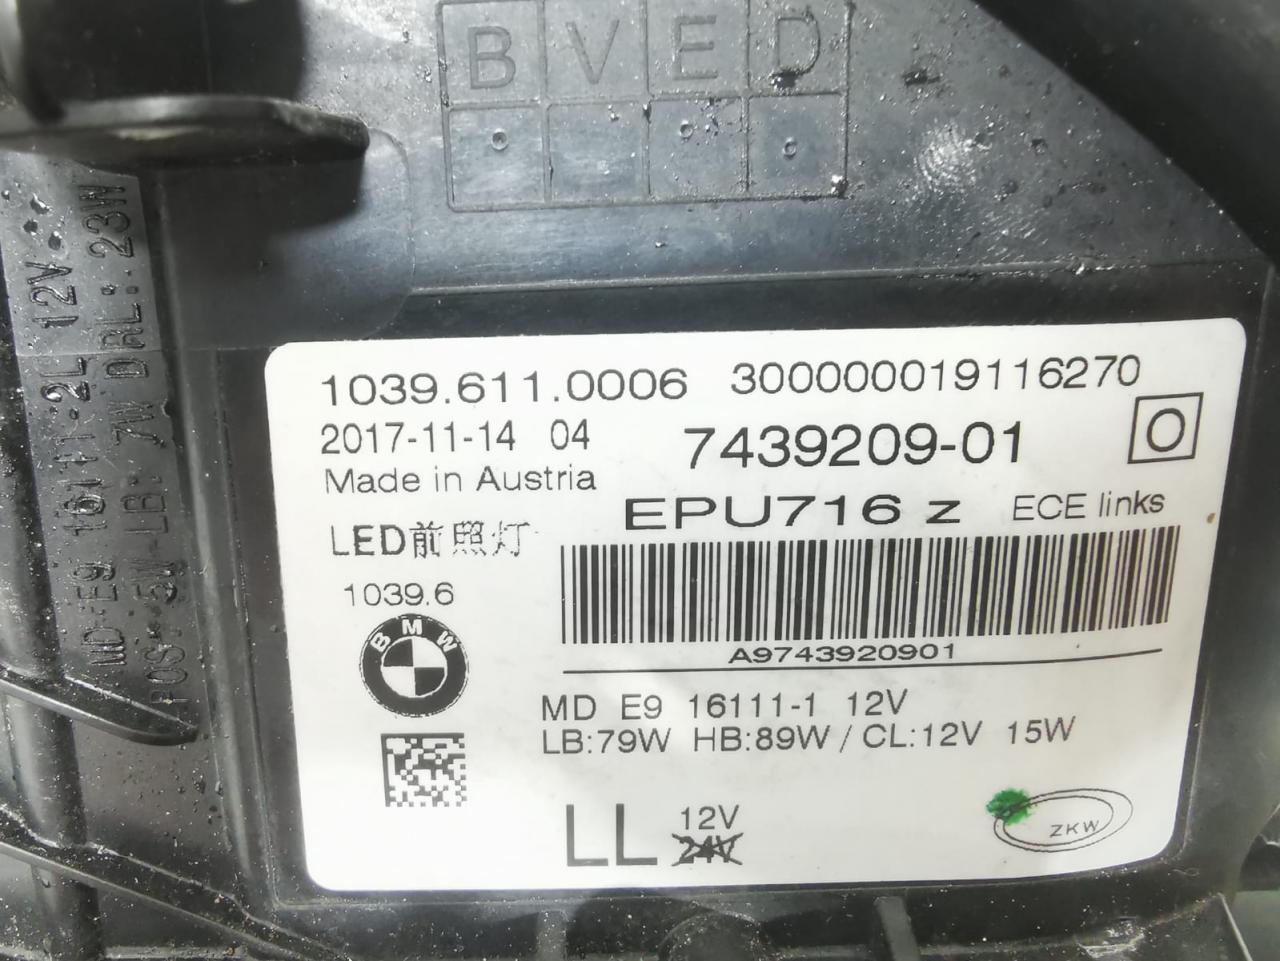 B V E D
MD E9 16111-2L 12V
POS: 3W LB: 7W DRL: 23W
1039.611.0006 300000019116270
2017-11-14 04 7439209-01 O
Made in Austria
EPU716 z ECE links
LED前照灯
1039.6
BMW
A9743920901
MD E9 16111-1 12V
LB:79W HB:89W / CL:12V 15W
LL 12V
24V
ZKW